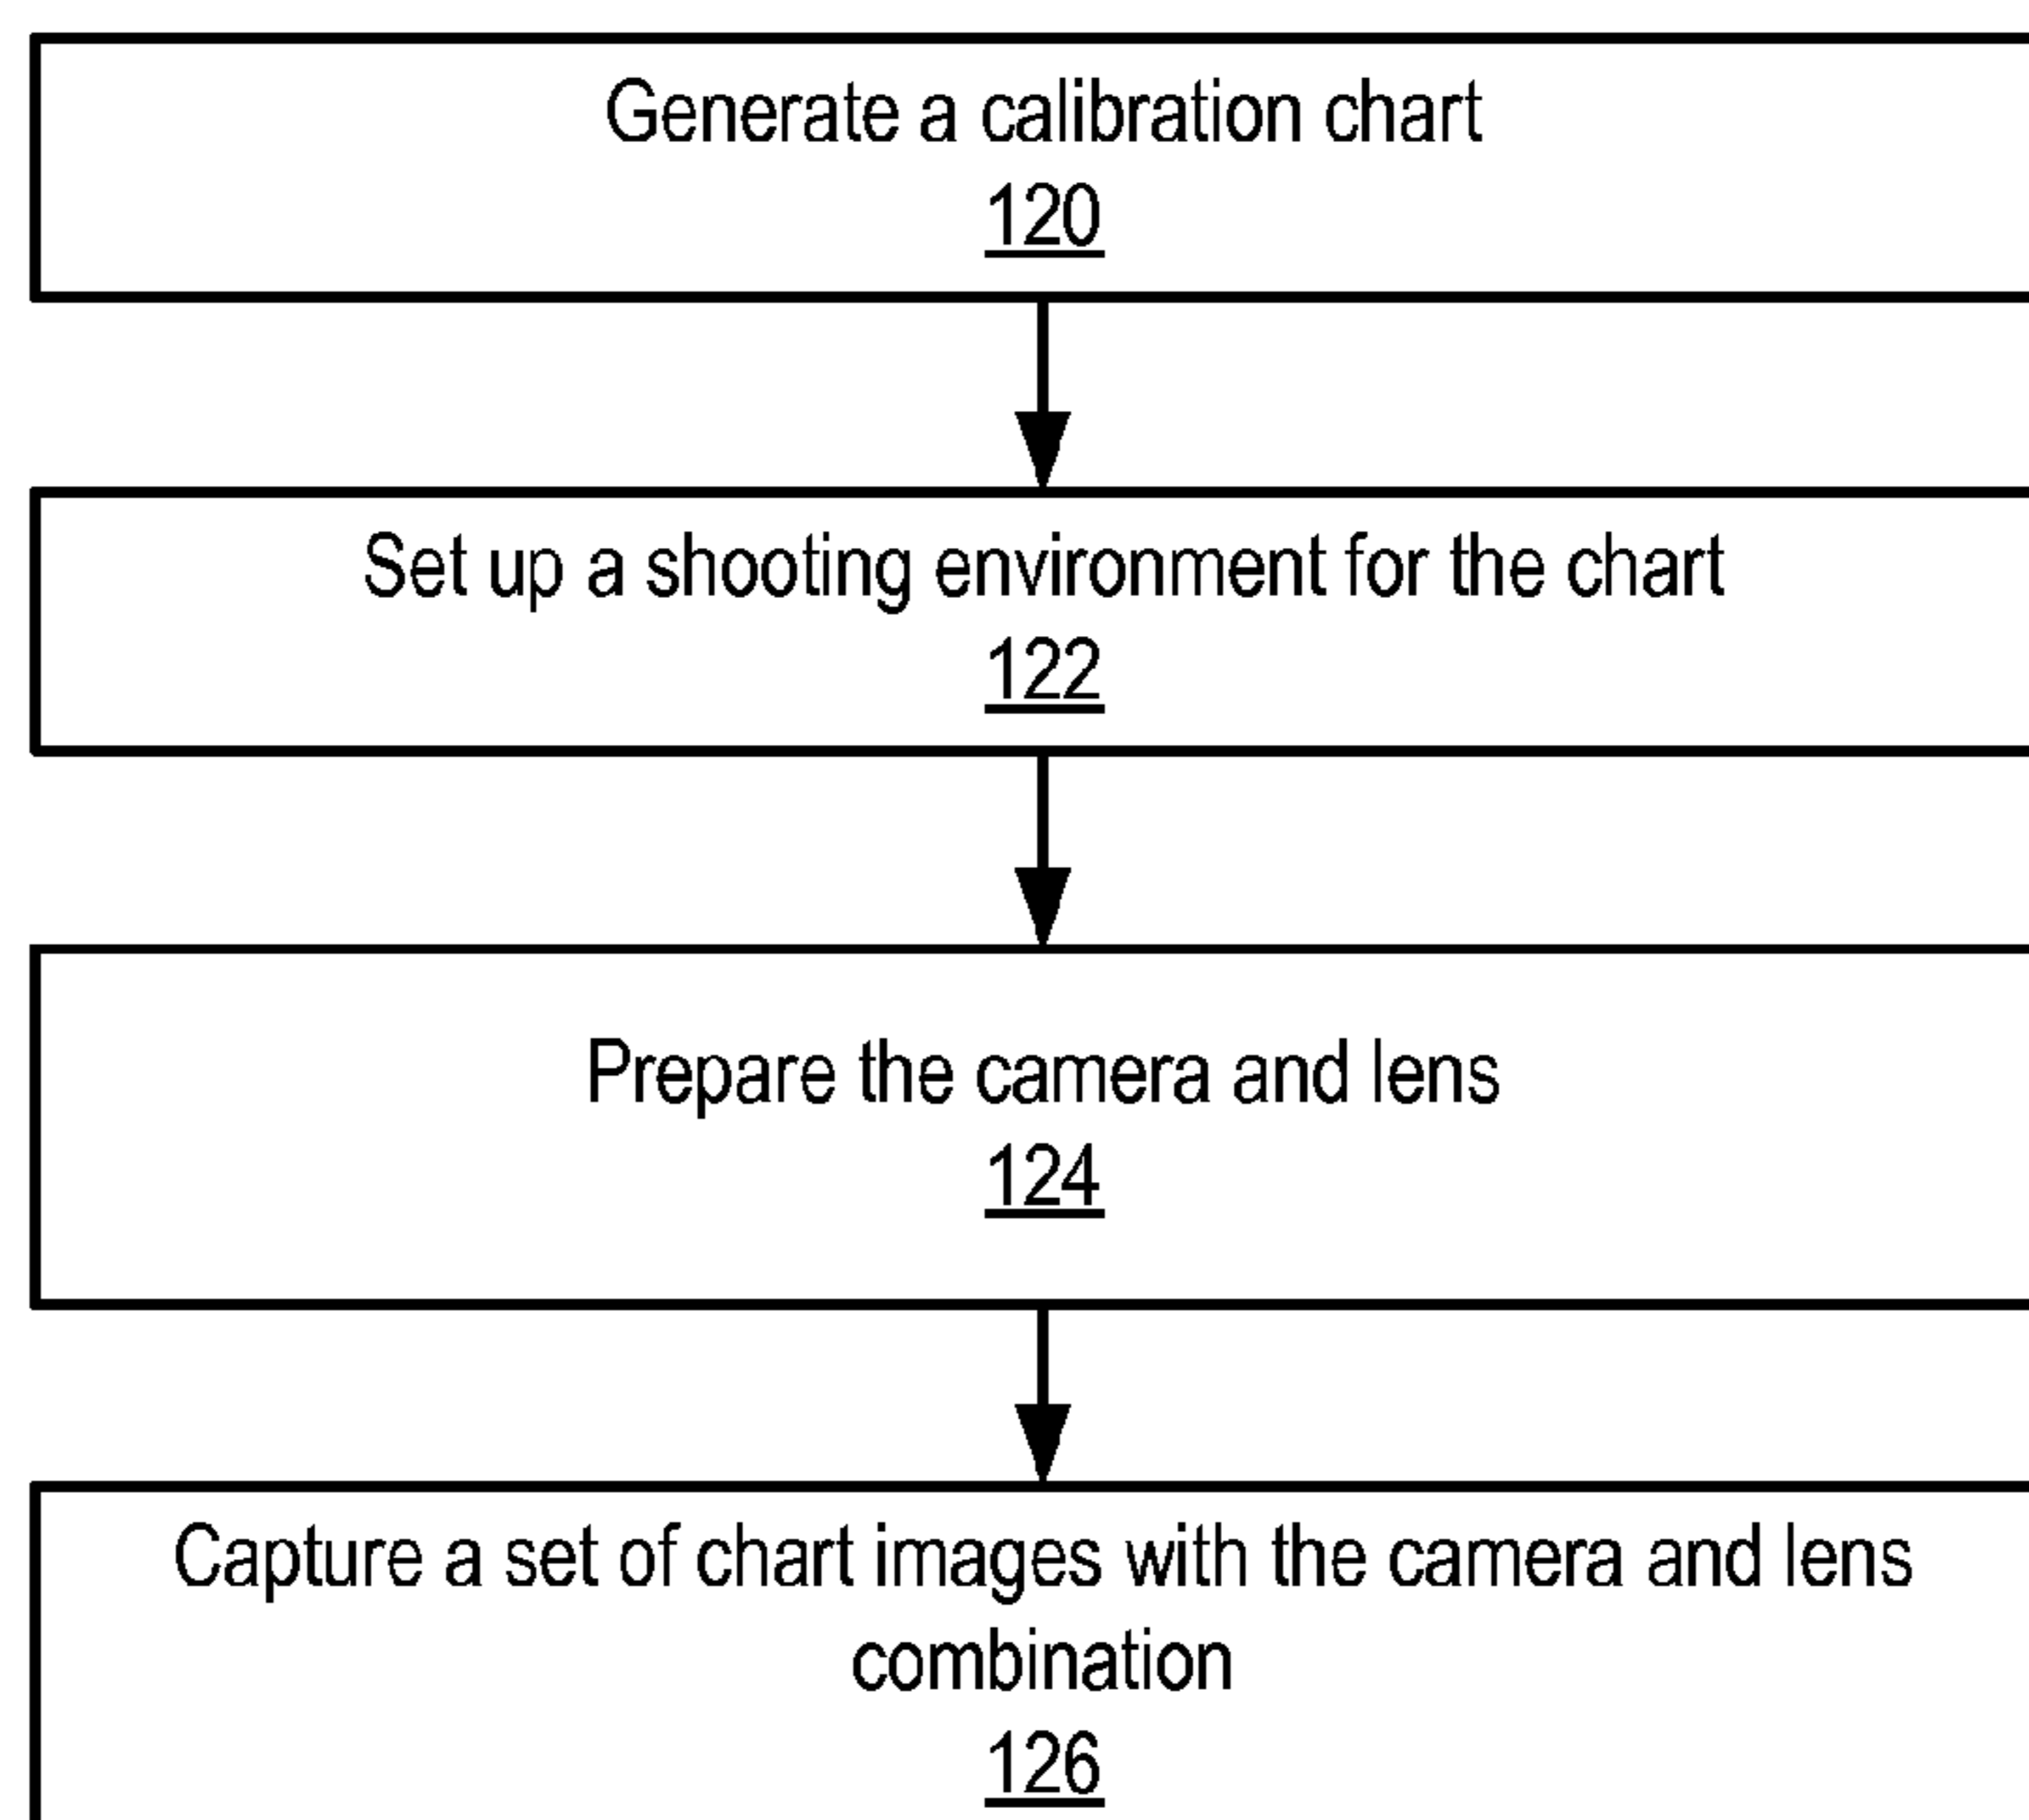 Generate a calibration chart
120
Set up a shooting environment for the chart
122
Prepare the camera and lens
124
Capture a set of chart images with the camera and lens
combination
126